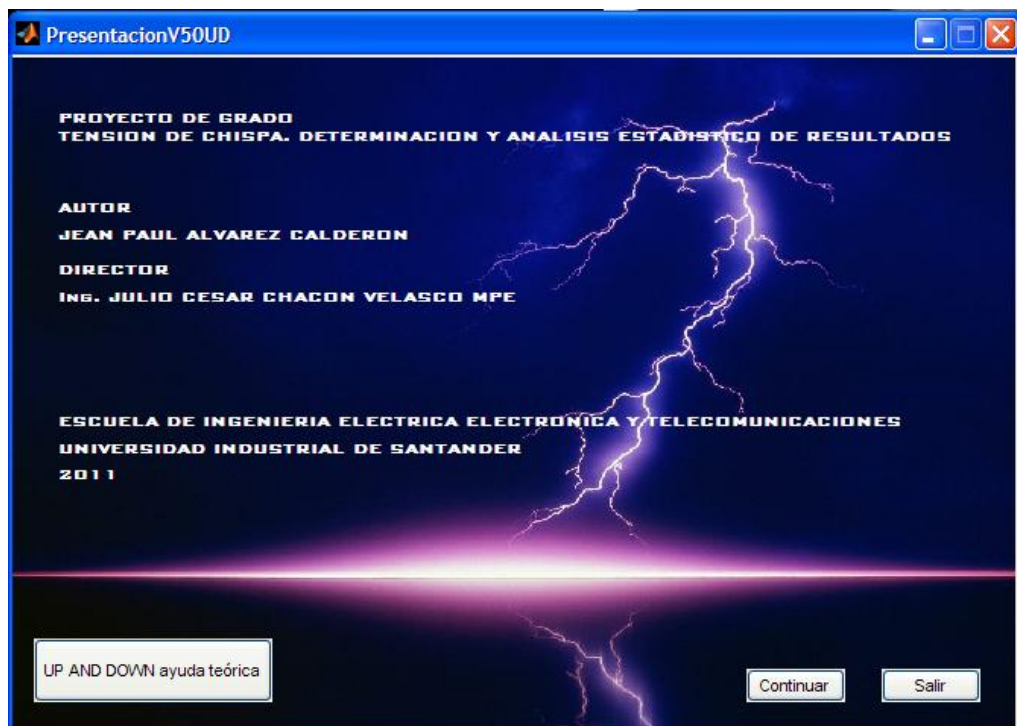 PresentacionV50UD
PROYECTO DE GRADO
TENSION DE CHISPA. DETERMINACION Y ANALISIS ESTADISTICO DE RESULTADOS
AUTOR
JEAN PAUL ALVAREZ CALDERON
DIRECTOR
ING. JULIO CESAR CHACON VELASCO MPE
ESCUELA DE INGENIERIA ELECTRICA ELECTRONICA Y TELECOMUNICACIONES
UNIVERSIDAD INDUSTRIAL DE SANTANDER
2011
UP AND DOWN ayuda teórica
Continuar
Salir